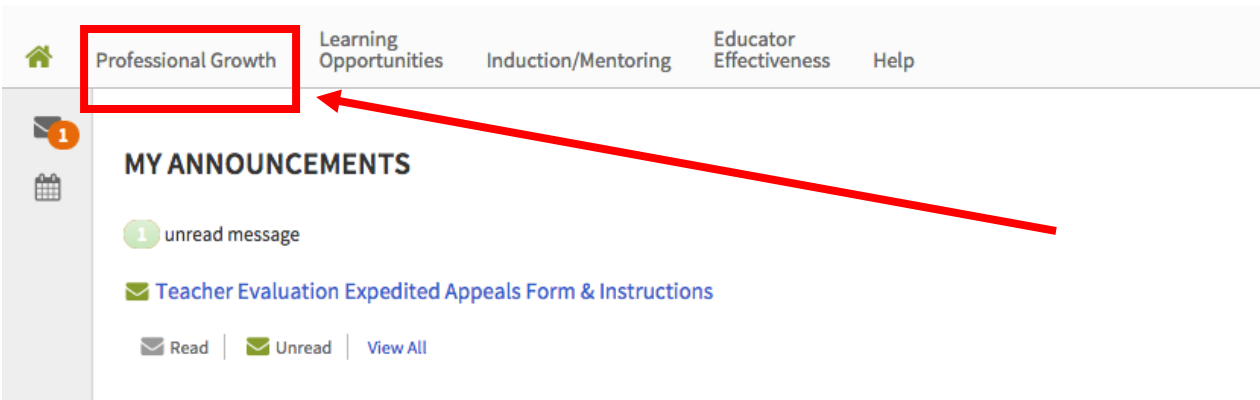 Professional Growth
Learning
Opportunities
Induction/Mentoring
Educator
Effectiveness
Help
1
MY ANNOUNCEMENTS
1 unread message
Teacher Evaluation Expedited Appeals Form & Instructions
Read Unread View All